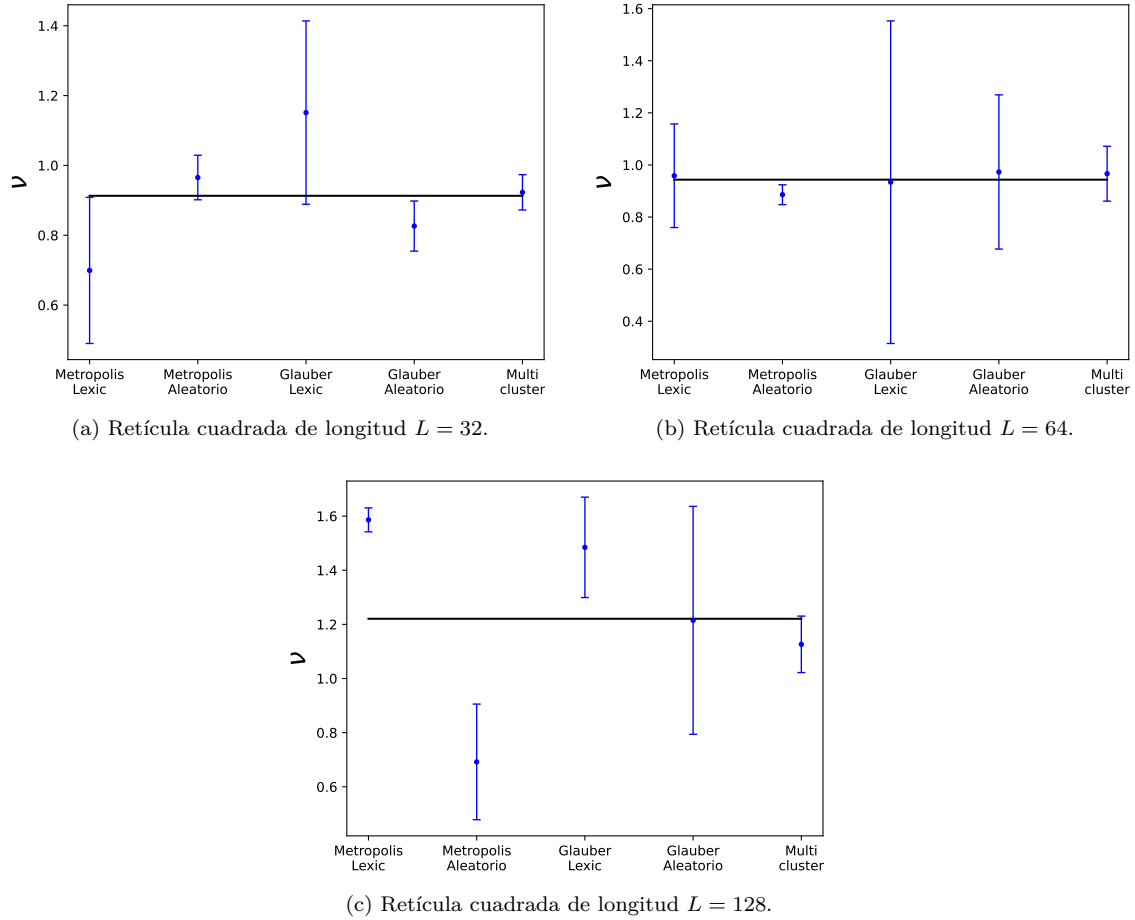 1.4
1.2
1.0
0.8
0.6
ν
Metropolis Lexic
Metropolis Aleatorio
Glauber Lexic
Glauber Aleatorio
Multi cluster
(a) Retícula cuadrada de longitud L = 32.
1.6
1.4
1.2
1.0
0.8
0.6
0.4
ν
Metropolis Lexic
Metropolis Aleatorio
Glauber Lexic
Glauber Aleatorio
Multi cluster
(b) Retícula cuadrada de longitud L = 64.
1.6
1.4
1.2
1.0
0.8
0.6
ν
Metropolis Lexic
Metropolis Aleatorio
Glauber Lexic
Glauber Aleatorio
Multi cluster
(c) Retícula cuadrada de longitud L = 128.